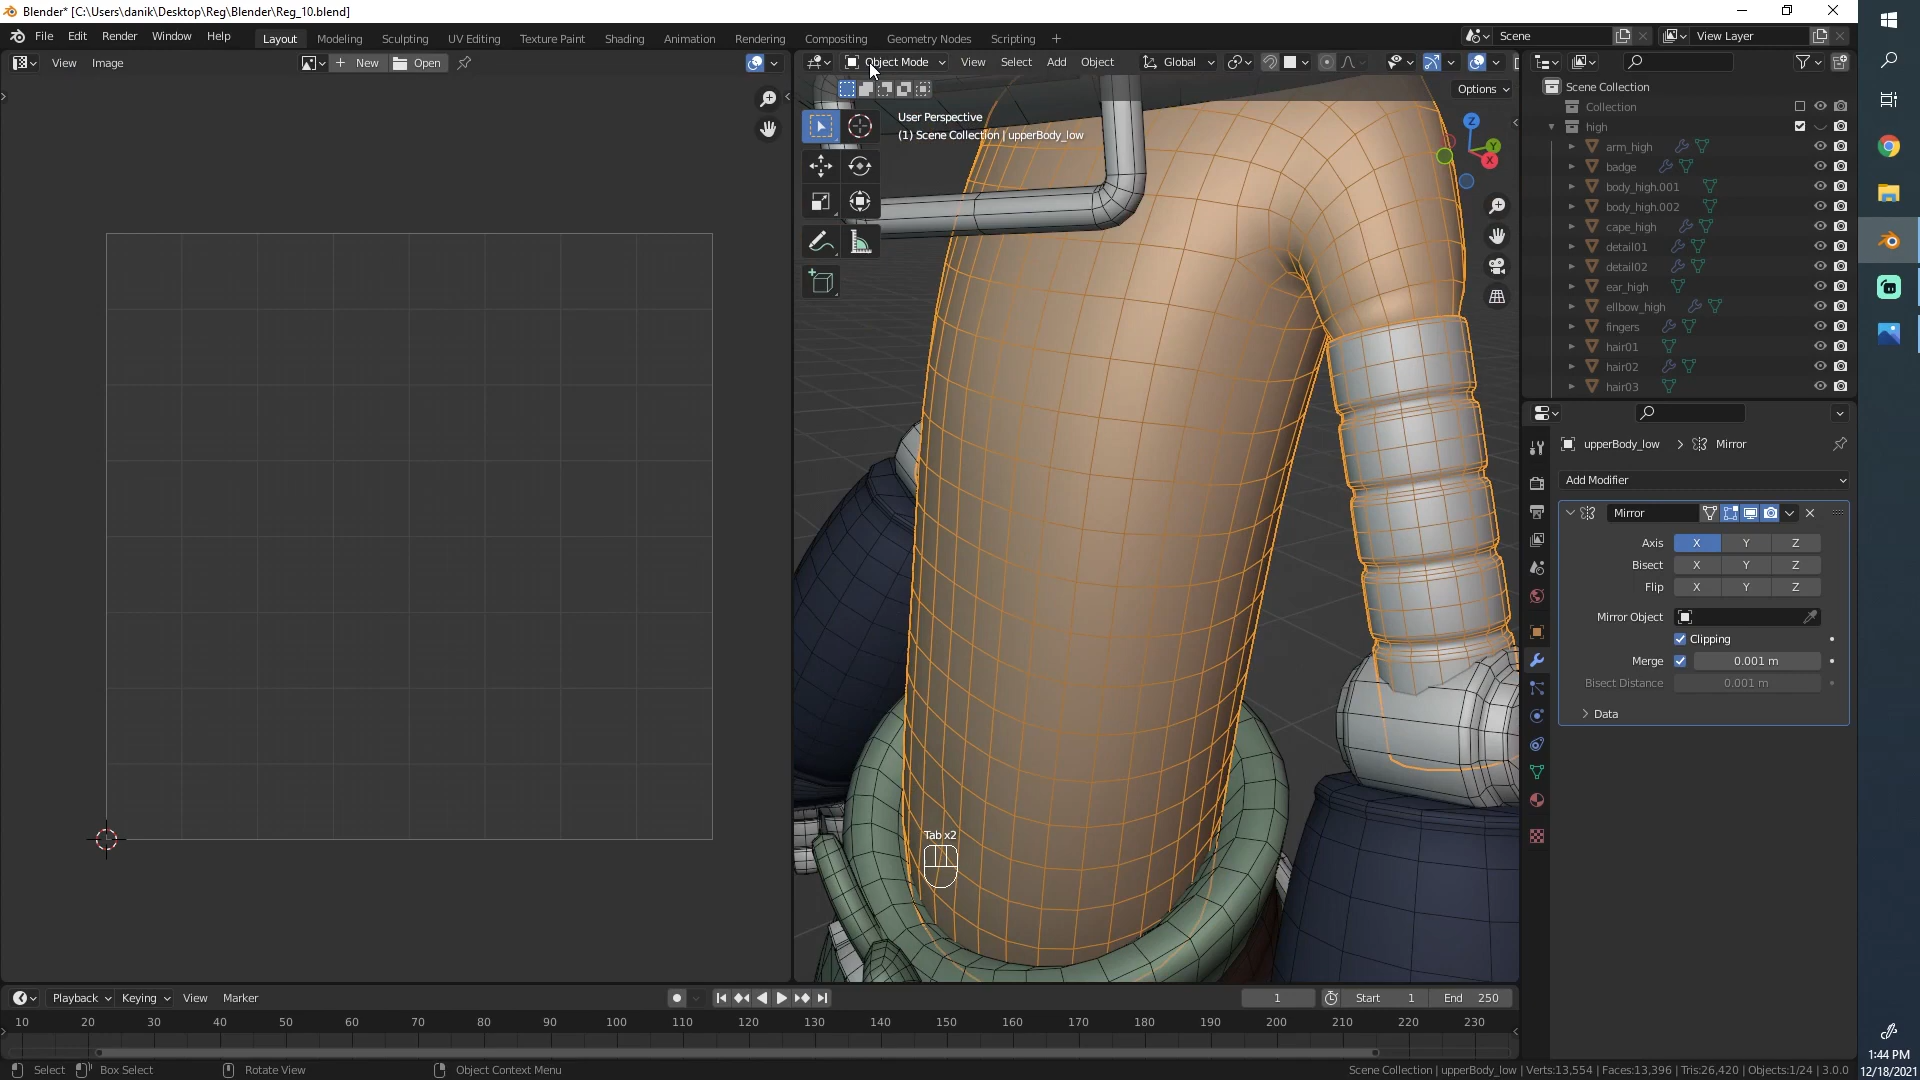 Blender* [C:\Users\danik\Desktop\Reg\Blender\Reg_10.blend]
File Edit Render Window Help
Layout Modeling Sculpting UV Editing Texture Paint Shading Animation Rendering Compositing Geometry Nodes Scripting
Scene
View Layer
View Image
New
Open
Object Mode
View Select Add Object
Global
Options
User Perspective
(1) Scene Collection | upperBody_low
Scene Collection
Collection
high
arm_high
badge
body_high.001
body_high.002
cape_high
detail01
detail02
ear_high
ellbow_high
fingers
hair01
hair02
hair03
upperBody_low
Mirror
Add Modifier
Mirror
Axis X Y Z
Bisect X Y Z
Flip X Y Z
Mirror Object
Clipping
Merge 0.001 m
Bisect Distance 0.001 m
Data
Tab x2
Playback Keying View Marker
1
Start 1
End 250
10 20 30 40 50 60 70 80 90 100 110 120 130 140 150 160 170 180 190 200 210 220 230
Select Box Select Rotate View Object Context Menu
Scene Collection | upperBody_low | Verts:13,554 | Faces:13,396 | Tris:26,420 | Objects:1/24 | 3.0.0
1:44 PM
12/18/2021